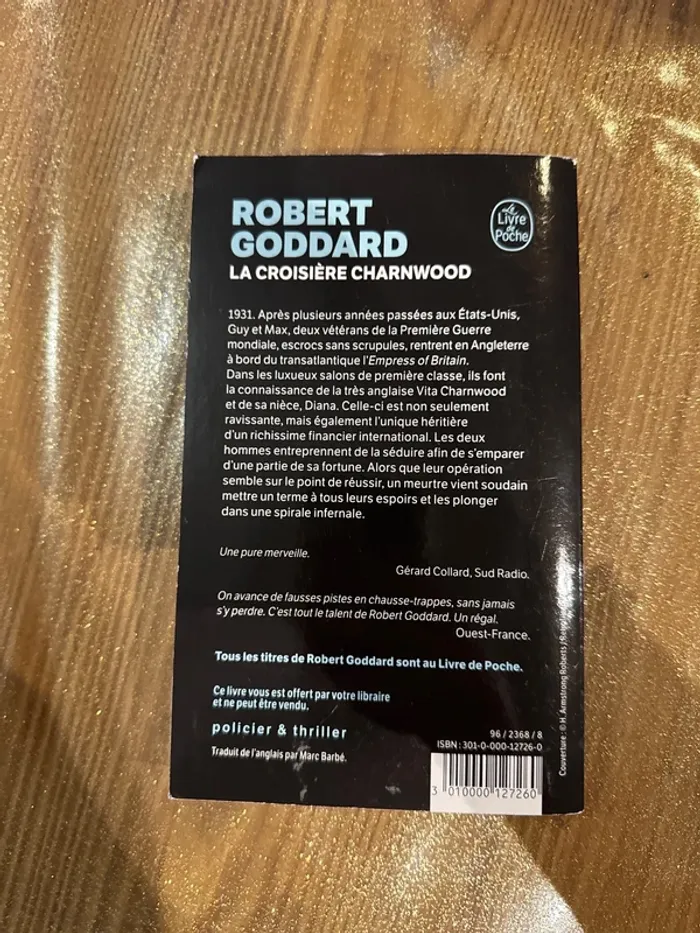 ROBERT
GODDARD
LA CROISIÈRE CHARNWOOD
Le
Livre
de
Poche
1931. Après plusieurs années passées aux États-Unis,
Guy et Max, deux vétérans de la Première Guerre
mondiale, escrocs sans scrupules, rentrent en Angleterre
à bord du transatlantique l'Empress of Britain.
Dans les luxueux salons de première classe, ils font
la connaissance de la très anglaise Vita Charnwood
et de sa nièce, Diana. Celle-ci est non seulement
ravissante, mais également l'unique héritière
d'un richissime financier international. Les deux
hommes entreprennent de la séduire afin de s'emparer
d'une partie de sa fortune. Alors que leur opération
semble sur le point de réussir, un meurtre vient soudain
mettre un terme à tous leurs espoirs et les plonger
dans une spirale infernale.
Une pure merveille.
Gérard Collard, Sud Radio.
On avance de fausses pistes en chausse-trappes, sans jamais
s'y perdre. C'est tout le talent de Robert Goddard. Un régal.
Ouest-France.
Tous les titres de Robert Goddard sont au Livre de Poche.
Ce livre vous est offert par votre libraire
et ne peut être vendu.
policier & thriller
Traduit de l'anglais par Marc Barbé.
96 / 2368 / 8
ISBN : 301-0-000-12726-0
3 010000 127260
Couverture : © H. Armstrong Roberts /